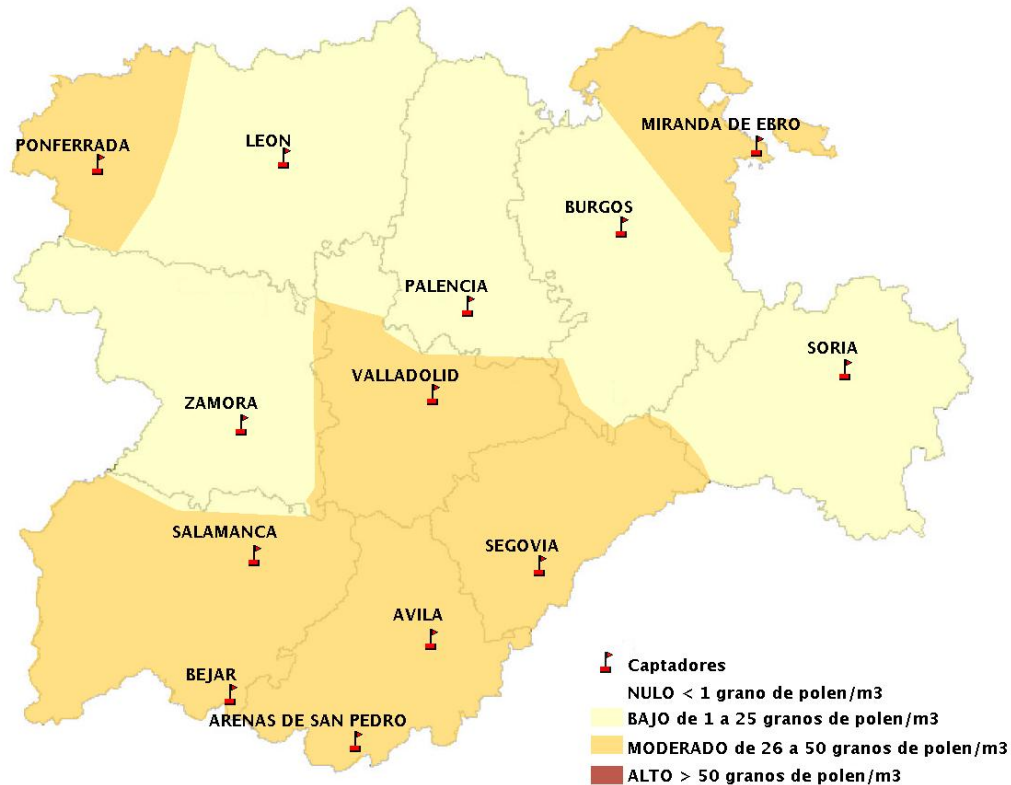 PONFERRADA
LEON
MIRANDA DE EBRO
BURGOS
PALENCIA
SORIA
VALLADOLID
ZAMORA
SALAMANCA
SEGOVIA
AVILA
BEJAR
ARENAS DE SAN PEDRO
Captadores
NULO < 1 grano de polen/m3
BAJO de 1 a 25 granos de polen/m3
MODERADO de 26 a 50 granos de polen/m3
ALTO > 50 granos de polen/m3